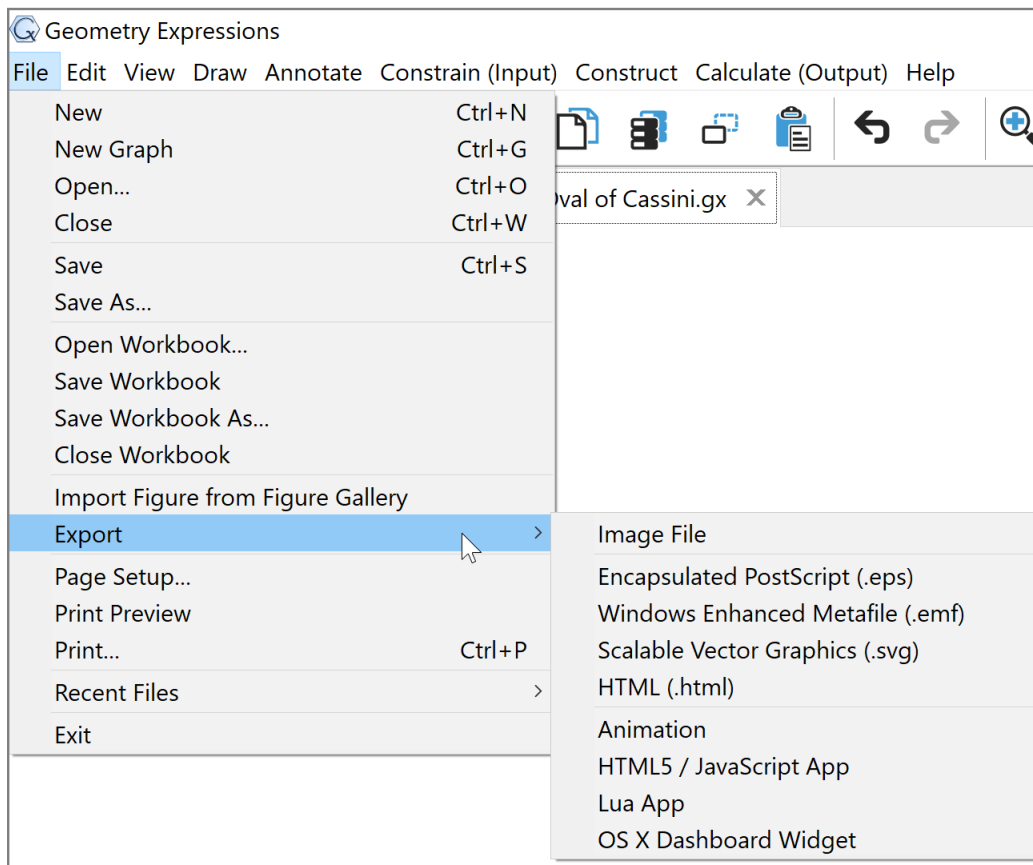 Geometry Expressions
File Edit View Draw Annotate Constrain (Input) Construct Calculate (Output) Help
New Ctrl+N
New Graph Ctrl+G
Open... Ctrl+O
Close Ctrl+W
of Cassini.gx
Save Ctrl+S
Save As...
Open Workbook...
Save Workbook
Save Workbook As...
Close Workbook
Import Figure from Figure Gallery
Export
Page Setup...
Print Preview
Print... Ctrl+P
Recent Files
Exit
Image File
Encapsulated PostScript (.eps)
Windows Enhanced Metafile (.emf)
Scalable Vector Graphics (.svg)
HTML (.html)
Animation
HTML5 / JavaScript App
Lua App
OS X Dashboard Widget